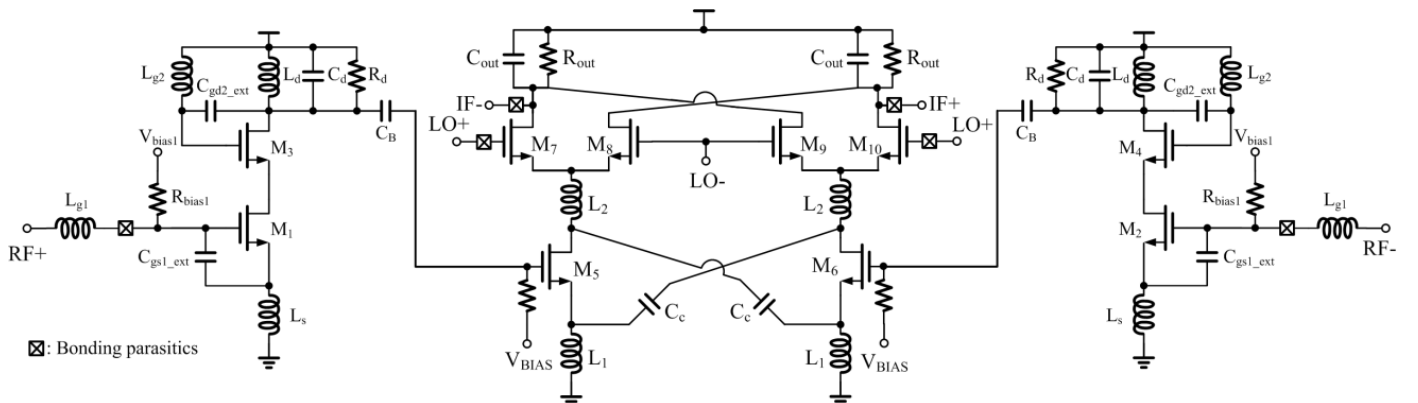 L_g2
C_gd2_ext
L_d
C_d
R_d
C_B
V_bias1
M_3
R_bias1
L_g1
RF+
M_1
C_gs1_ext
L_s
☒: Bonding parasitics
C_out
R_out
C_out
R_out
IF-
IF+
LO+
M_7
M_8
M_9
M_10
LO+
LO-
L_2
L_2
M_5
M_6
C_c
C_c
V_BIAS
L_1
L_1
V_BIAS
R_d
C_d
L_d
L_g2
C_gd2_ext
C_B
M_4
V_bias1
R_bias1
L_g1
M_2
RF-
C_gs1_ext
L_s